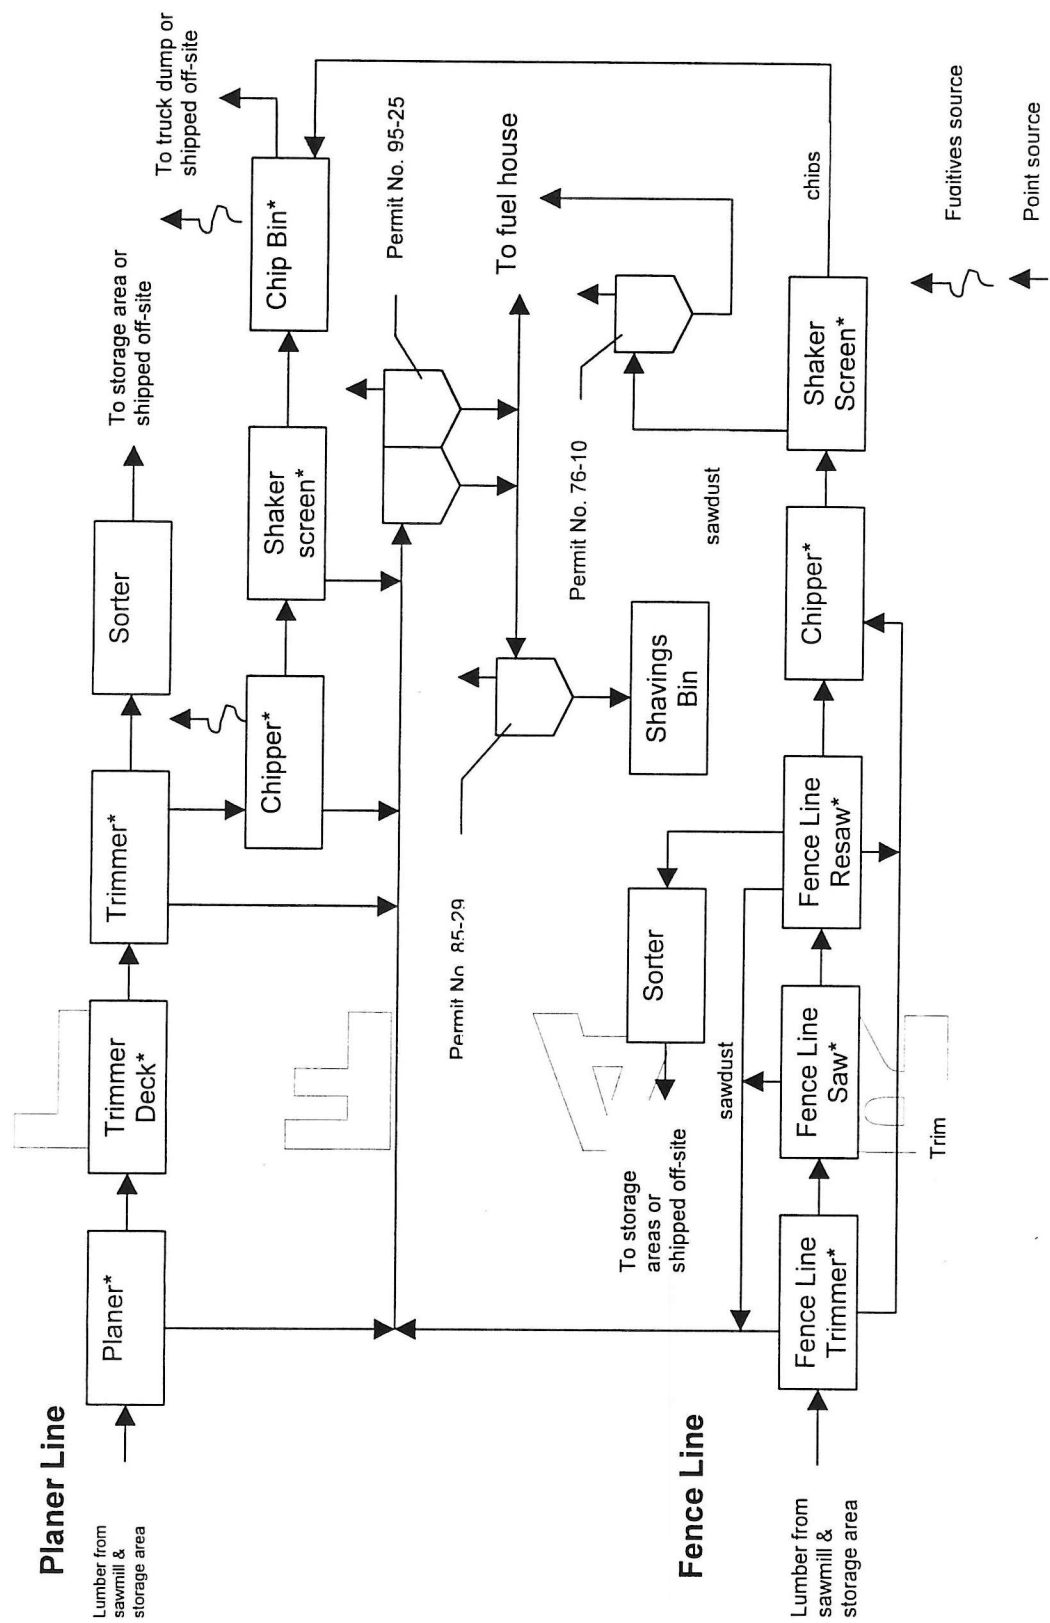 Planer Line
Lumber from
sawmill &
storage area
Planer*
Trimmer
Deck*
Trimmer*
Sorter
To storage area or
shipped off-site
Chipper*
Shaker
screen*
Chip Bin*
To truck dump or
shipped off-site
Permit No. 95-25
To fuel house
Permit No. 85-29
Shavings
Bin
Permit No. 76-10
sawdust
Fence Line
Lumber from
sawmill &
storage area
Fence Line
Trimmer*
Fence Line
Saw*
Fence Line
Resaw*
Chipper*
Shaker
Screen*
chips
sawdust
Sorter
To storage
areas or
shipped off-site
Trim
Fugitives source
Point source